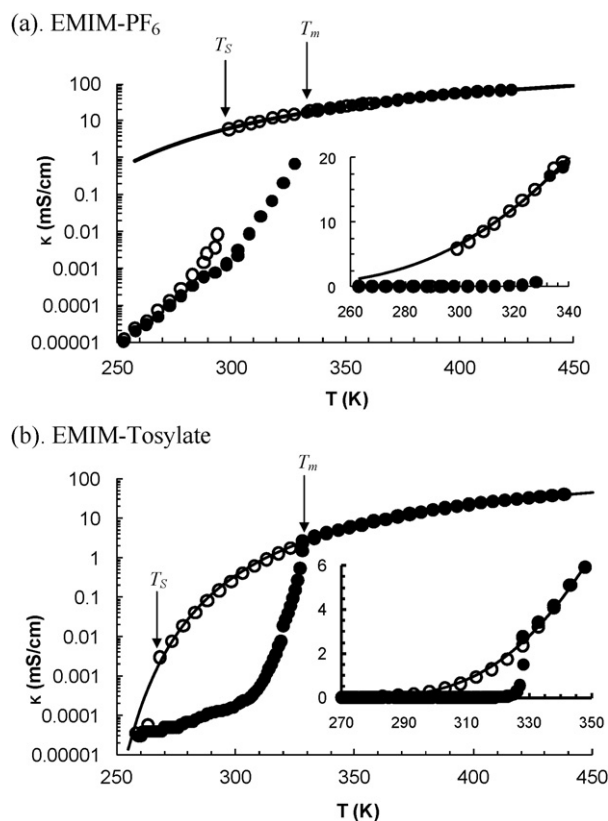 (a). EMIM-PF6
TS
Tm
100
10
1
0.1
0.01
0.001
0.0001
0.00001
κ (mS/cm)
20
10
0
260 280 300 320 340
250 300 350 400 450
T (K)
(b). EMIM-Tosylate
Tm
TS
100
10
1
0.1
0.01
0.001
0.0001
0.00001
κ (mS/cm)
6
4
2
0
270 290 310 330 350
250 300 350 400 450
T (K)